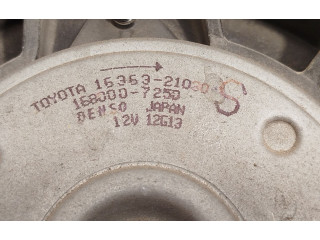 TOYOTA 16363-21030
168000-7250
DENSO JAPAN
12V 12G13
S